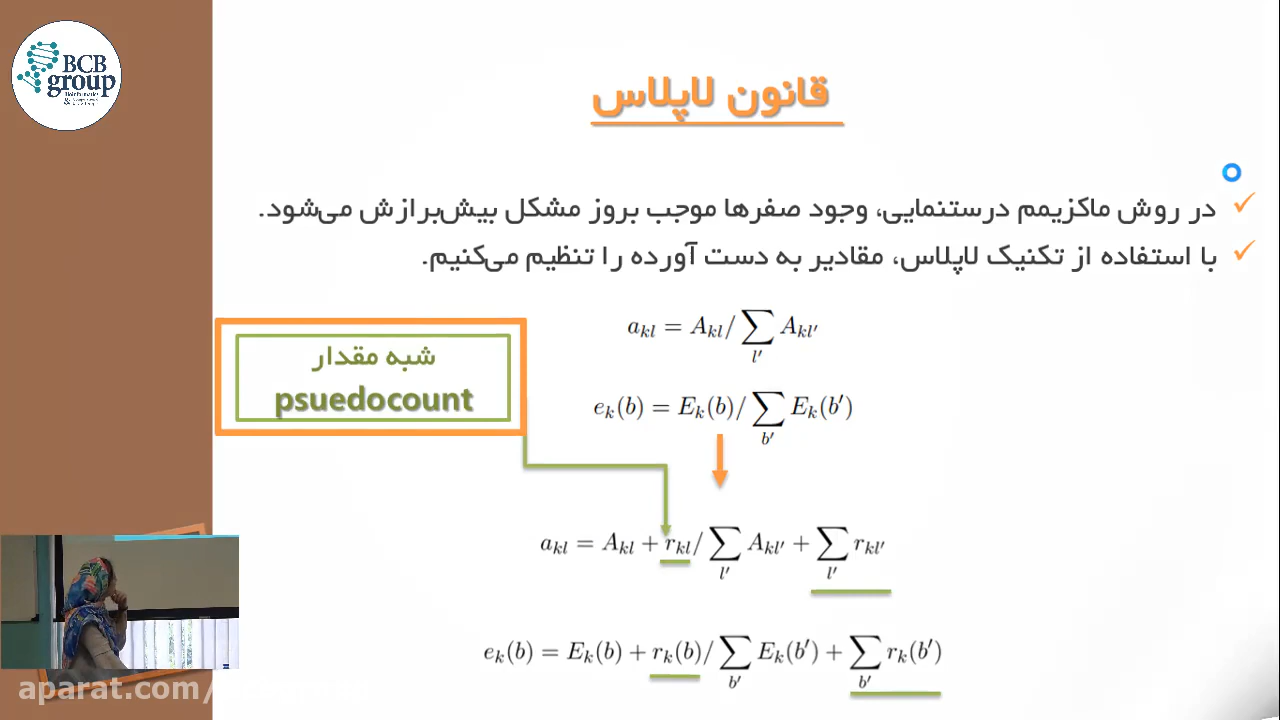 BCB
group
قانون لاپلاس
در روش ماکزیمم درستنمایی، وجود صفرها موجب بروز مشکل بیش‌برازش می‌شود.
با استفاده از تکنیک لاپلاس، مقادیر به دست آورده را تنظیم می‌کنیم.
a_{kl} = A_{kl} / \sum_{l'} A_{kl'}
شبه مقدار
psuedocount
e_k(b) = E_k(b) / \sum_{b'} E_k(b')
a_{kl} = A_{kl} + r_{kl} / \sum_{l'} A_{kl'} + \sum_{l'} r_{kl'}
e_k(b) = E_k(b) + r_k(b) / \sum_{b'} E_k(b') + \sum_{b'} r_k(b')
aparat.com/